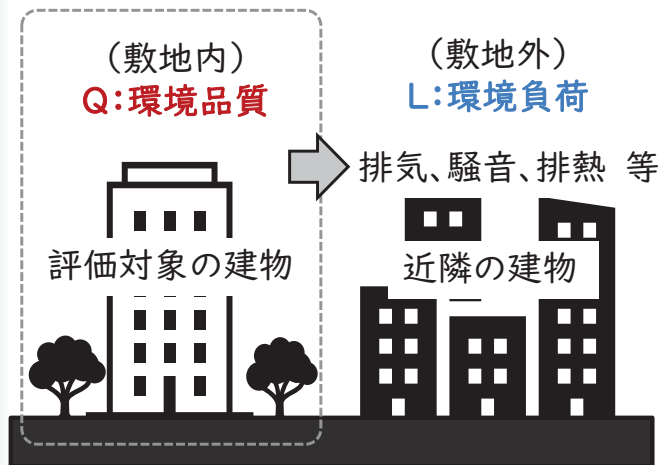 （敷地内）
Q：環境品質
（敷地外）
L：環境負荷
排気、騒音、排熱 等
評価対象の建物
近隣の建物